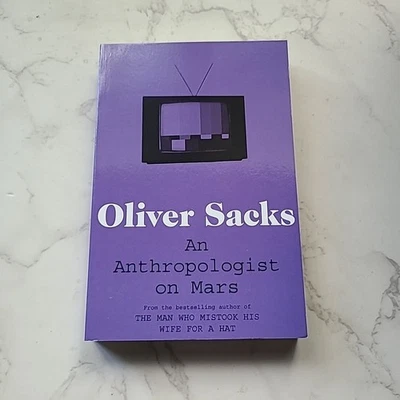 Oliver Sacks
An
Anthropologist
on Mars
From the bestselling author of
THE MAN WHO MISTOOK HIS
WIFE FOR A HAT